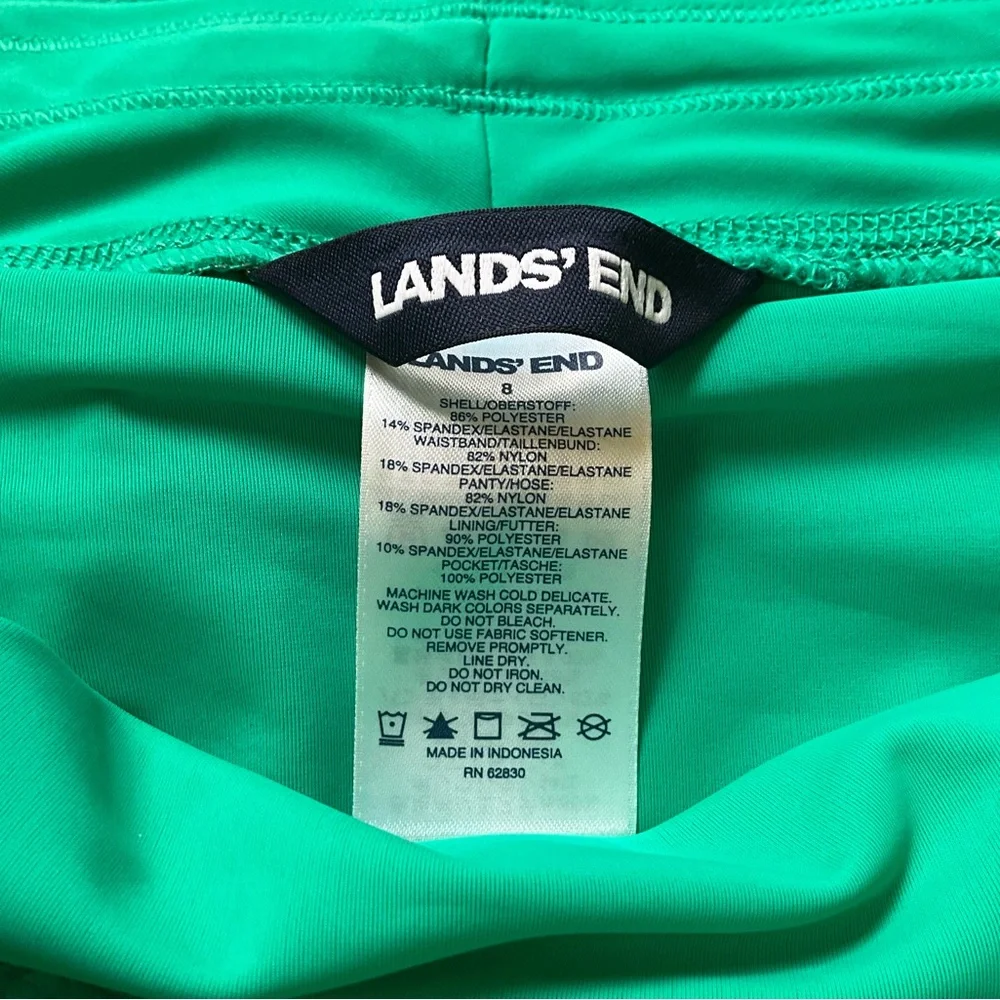 LANDS' END
LANDS' END
8
SHELL/OBERSTOFF:
86% POLYESTER
14% SPANDEX/ELASTANE/ELASTANE
WAISTBAND/TAILLENBUND:
82% NYLON
18% SPANDEX/ELASTANE/ELASTANE
PANTY/HOSE:
82% NYLON
18% SPANDEX/ELASTANE/ELASTANE
LINING/FUTTER:
90% POLYESTER
10% SPANDEX/ELASTANE/ELASTANE
POCKET/TASCHE:
100% POLYESTER
MACHINE WASH COLD DELICATE.
WASH DARK COLORS SEPARATELY.
DO NOT BLEACH.
DO NOT USE FABRIC SOFTENER.
REMOVE PROMPTLY.
LINE DRY.
DO NOT IRON.
DO NOT DRY CLEAN.
MADE IN INDONESIA
RN 62830